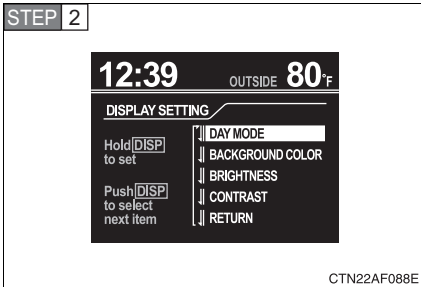 STEP 2
12:39 OUTSIDE 80°F
DISPLAY SETTING
Hold DISP
to set
Push DISP
to select
next item
DAY MODE
BACKGROUND COLOR
BRIGHTNESS
CONTRAST
RETURN
CTN22AF088E